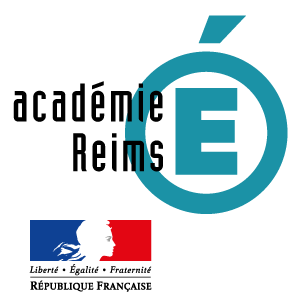 académie
Reims
É
Liberté • Égalité • Fraternité
RÉPUBLIQUE FRANÇAISE